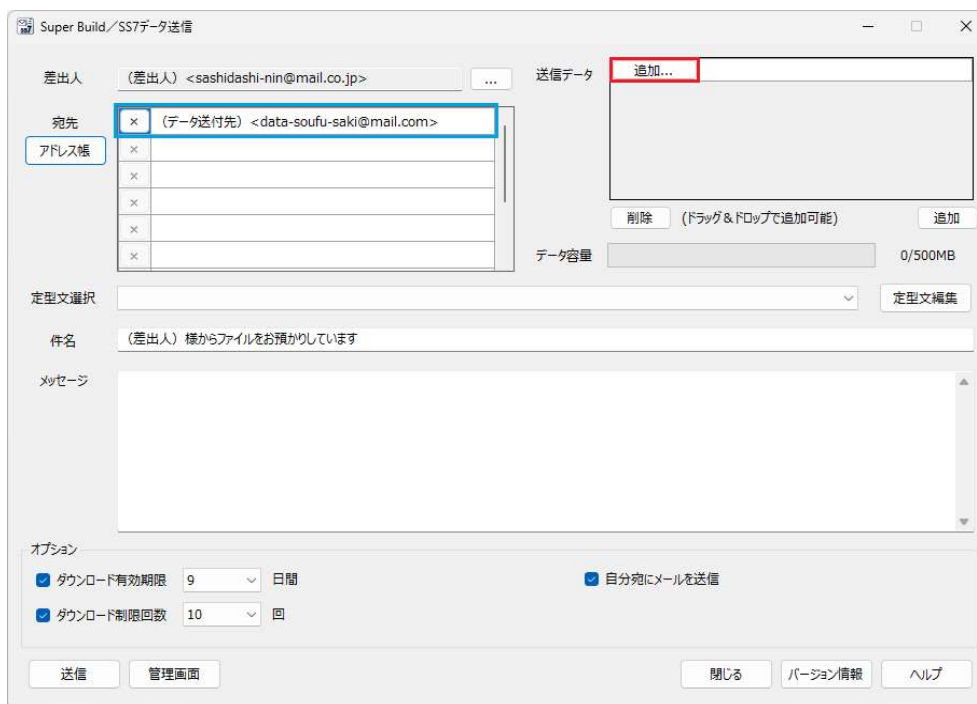 Super Build／SS7データ送信
差出人
（差出人）<sashidashi-nin@mail.co.jp>
...
送信データ
追加...
宛先
（データ送付先）<data-soufu-saki@mail.com>
アドレス帳
削除
(ドラッグ＆ドロップで追加可能)
追加
データ容量
0/500MB
定型文選択
定型文編集
件名
（差出人）様からファイルをお預かりしています
メッセージ
オプション
ダウンロード有効期限
9
日間
自分宛にメールを送信
ダウンロード制限回数
10
回
送信
管理画面
閉じる
バージョン情報
ヘルプ